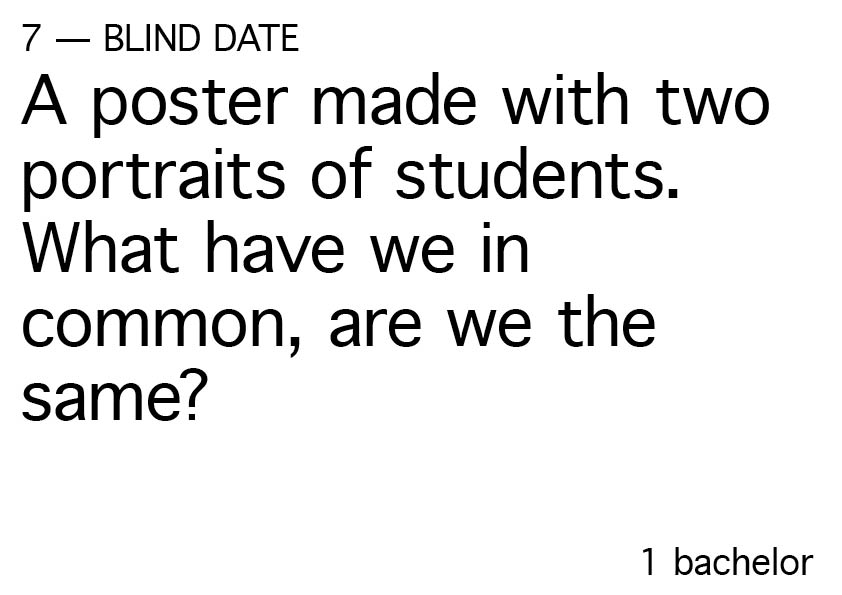 7 — BLIND DATE
A poster made with two
portraits of students.
What have we in
common, are we the
same?
1 bachelor